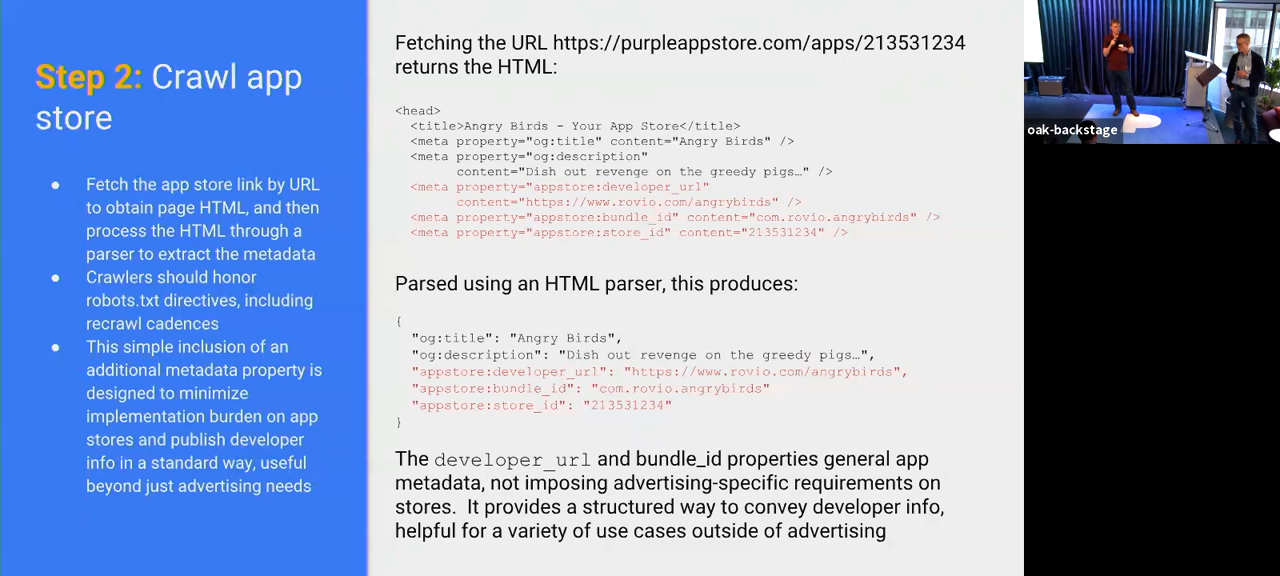 Step 2: Crawl app
store
● Fetch the app store link by URL
to obtain page HTML, and then
process the HTML through a
parser to extract the metadata
● Crawlers should honor
robots.txt directives, including
recrawl cadences
● This simple inclusion of an
additional metadata property is
designed to minimize
implementation burden on app
stores and publish developer
info in a standard way, useful
beyond just advertising needs
Fetching the URL https://purpleappstore.com/apps/213531234
returns the HTML:
<head>
<title>Angry Birds - Your App Store</title>
<meta property="og:title" content="Angry Birds" />
<meta property="og:description"
content="Dish out revenge on the greedy pigs…" />
<meta property="appstore:developer_url"
content="https://www.rovio.com/angrybirds" />
<meta property="appstore:bundle_id" content="com.rovio.angrybirds" />
<meta property="appstore:store_id" content="213531234" />
Parsed using an HTML parser, this produces:
{
"og:title": "Angry Birds",
"og:description": "Dish out revenge on the greedy pigs…",
"appstore:developer_url": "https://www.rovio.com/angrybirds",
"appstore:bundle_id": "com.rovio.angrybirds"
"appstore:store_id": "213531234"
}
The developer_url and bundle_id properties general app
metadata, not imposing advertising-specific requirements on
stores. It provides a structured way to convey developer info,
helpful for a variety of use cases outside of advertising
oak-backstage